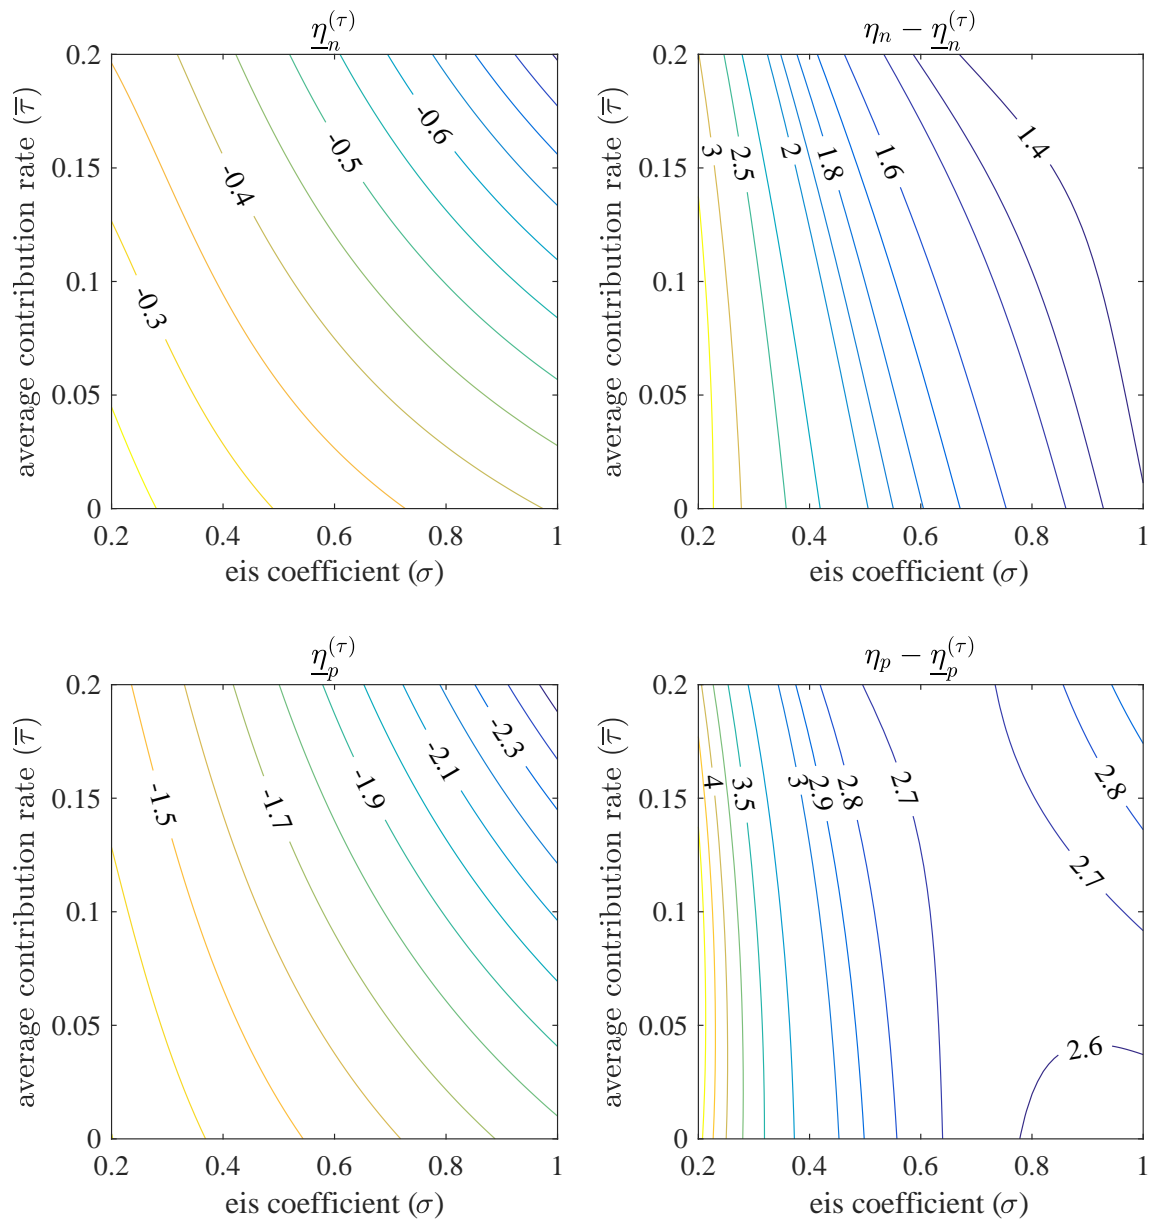 η_n^(τ)
0.2
0.15
0.1
0.05
0
0.2 0.4 0.6 0.8 1
average contribution rate (τ̅)
eis coefficient (σ)
-0.3
-0.4
-0.5
-0.6
η_n − η_n^(τ)
0.2
0.15
0.1
0.05
0
0.2 0.4 0.6 0.8 1
average contribution rate (τ̅)
eis coefficient (σ)
3
2.5
2
1.8
1.6
1.4
η_p^(τ)
0.2
0.15
0.1
0.05
0
0.2 0.4 0.6 0.8 1
average contribution rate (τ̅)
eis coefficient (σ)
-1.5
-1.7
-1.9
-2.1
-2.3
η_p − η_p^(τ)
0.2
0.15
0.1
0.05
0
0.2 0.4 0.6 0.8 1
average contribution rate (τ̅)
eis coefficient (σ)
4
3.5
3
2.9
2.8
2.7
2.7
2.8
2.6